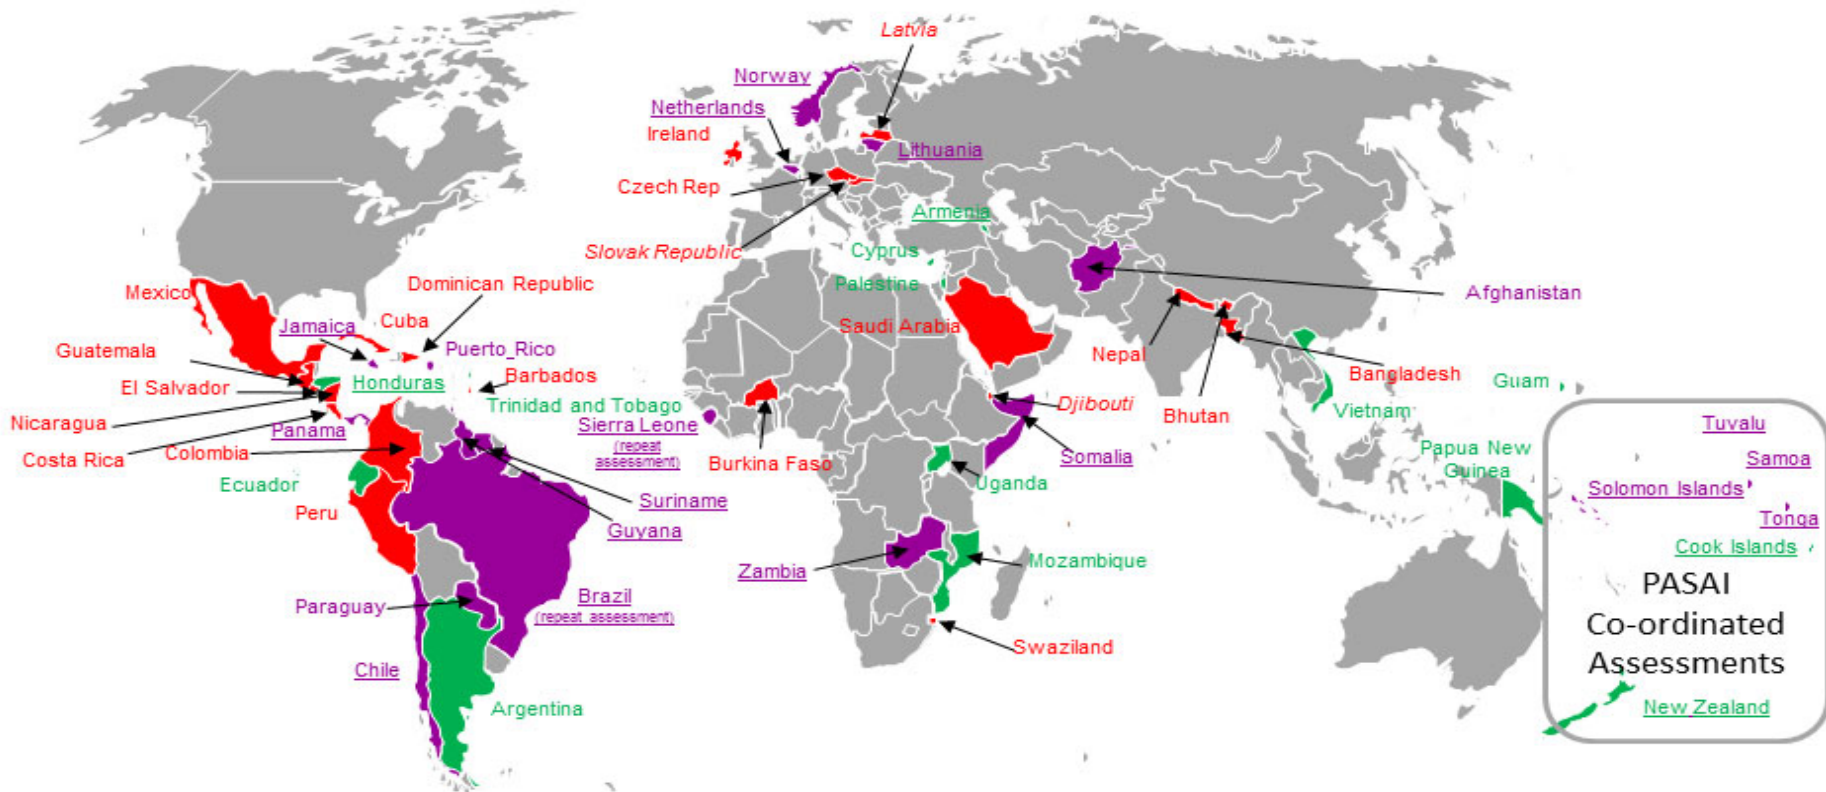 Latvia
Norway
Netherlands
Ireland
Lithuania
Czech Rep
Armenia
Slovak Republic
Cyprus
Palestine
Dominican Republic
Mexico
Afghanistan
Cuba
Jamaica
Saudi Arabia
Guatemala
Puerto_Rico
Nepal
Bangladesh
El Salvador
Honduras
Barbados
Guam
Trinidad and Tobago
Djibouti
Vietnam
Bhutan
Nicaragua
Panama
Sierra Leone
(repeat
assessment)
Tuvalu
Costa Rica
Colombia
Burkina Faso
Somalia
Papua New
Guinea
Samoa
Ecuador
Uganda
Solomon Islands
Suriname
Peru
Guyana
Tonga
Cook Islands
Mozambique
Zambia
PASAI
Co-ordinated
Assessments
Paraguay
Brazil
(repeat assessment)
Swaziland
Chile
Argentina
New Zealand